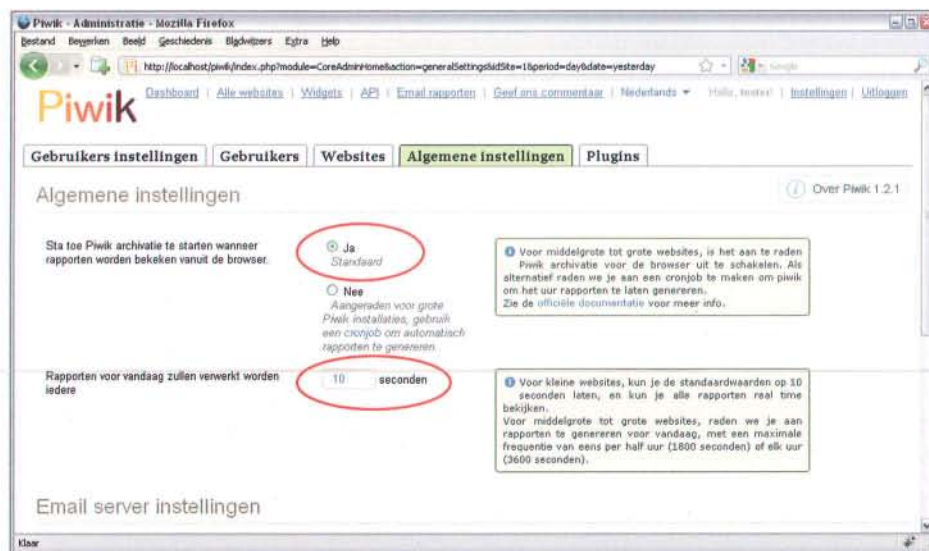 Piwik - Administratie - Mozilla Firefox
Bestand Bewerken Beeld Geschiedenis Bladwijzers Extra Help
http://localhost/piwik/index.php?module=CoreAdminHome&action=generalSettings&idSite=1&period=day&date=yesterday
Google
Piwik
Dashboard | Alle websites | Widgets | API | Email rapporten | Geef ons commentaar | Nederlands Hallo, tester! | Instellingen | Uitloggen
Gebruikers instellingen Gebruikers Websites Algemene instellingen Plugins
Algemene instellingen
Over Piwik 1.2.1
Sta toe Piwik archivatie te starten wanneer
rapporten worden bekeken vanuit de browser.
Ja
Standaard
Nee
Aangeraden voor grote
Piwik installaties, gebruik
een cronjob om automatisch
rapporten te genereren.
Voor middelgrote tot grote websites, is het aan te raden
Piwik archivatie voor de browser uit te schakelen. Als
alternatief raden we je aan een cronjob te maken om piwik
om het uur rapporten te laten genereren.
Zie de officiële documentatie voor meer info.
Rapporten voor vandaag zullen verwerkt worden
iedere
10 seconden
Voor kleine websites, kun je de standaardwaarden op 10
seconden laten, en kun je alle rapporten real time
bekijken.
Voor middelgrote tot grote websites, raden we je aan
rapporten te genereren voor vandaag, met een maximale
frequentie van eens per half uur (1800 seconden) of elk uur
(3600 seconden).
Email server instellingen
Klaar